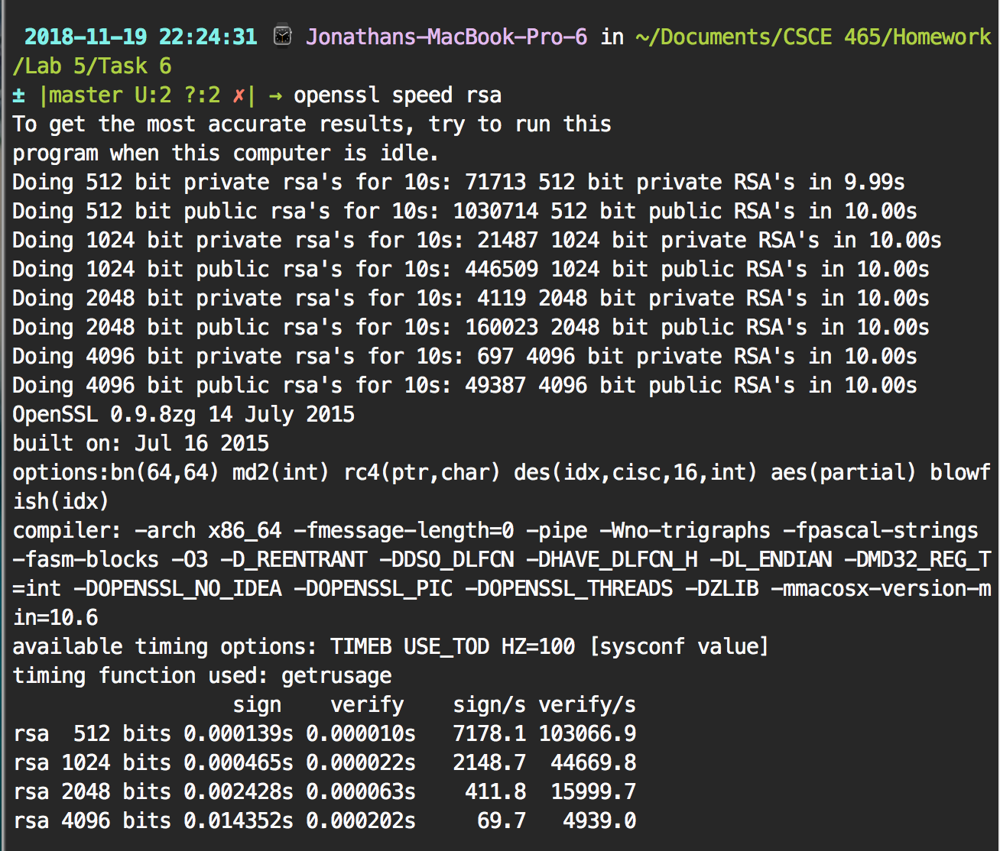 2018-11-19 22:24:31 ⌚ Jonathans-MacBook-Pro-6 in ~/Documents/CSCE 465/Homework
/Lab 5/Task 6
± |master U:2 ?:2 ✗| → openssl speed rsa
To get the most accurate results, try to run this
program when this computer is idle.
Doing 512 bit private rsa's for 10s: 71713 512 bit private RSA's in 9.99s
Doing 512 bit public rsa's for 10s: 1030714 512 bit public RSA's in 10.00s
Doing 1024 bit private rsa's for 10s: 21487 1024 bit private RSA's in 10.00s
Doing 1024 bit public rsa's for 10s: 446509 1024 bit public RSA's in 10.00s
Doing 2048 bit private rsa's for 10s: 4119 2048 bit private RSA's in 10.00s
Doing 2048 bit public rsa's for 10s: 160023 2048 bit public RSA's in 10.00s
Doing 4096 bit private rsa's for 10s: 697 4096 bit private RSA's in 10.00s
Doing 4096 bit public rsa's for 10s: 49387 4096 bit public RSA's in 10.00s
OpenSSL 0.9.8zg 14 July 2015
built on: Jul 16 2015
options:bn(64,64) md2(int) rc4(ptr,char) des(idx,cisc,16,int) aes(partial) blowf
ish(idx)
compiler: -arch x86_64 -fmessage-length=0 -pipe -Wno-trigraphs -fpascal-strings
-fasm-blocks -O3 -D_REENTRANT -DDSO_DLFCN -DHAVE_DLFCN_H -DL_ENDIAN -DMD32_REG_T
=int -DOPENSSL_NO_IDEA -DOPENSSL_PIC -DOPENSSL_THREADS -DZLIB -mmacosx-version-m
in=10.6
available timing options: TIMEB USE_TOD HZ=100 [sysconf value]
timing function used: getrusage
                  sign    verify    sign/s verify/s
rsa  512 bits 0.000139s 0.000010s   7178.1 103066.9
rsa 1024 bits 0.000465s 0.000022s   2148.7  44669.8
rsa 2048 bits 0.002428s 0.000063s    411.8  15999.7
rsa 4096 bits 0.014352s 0.000202s     69.7   4939.0